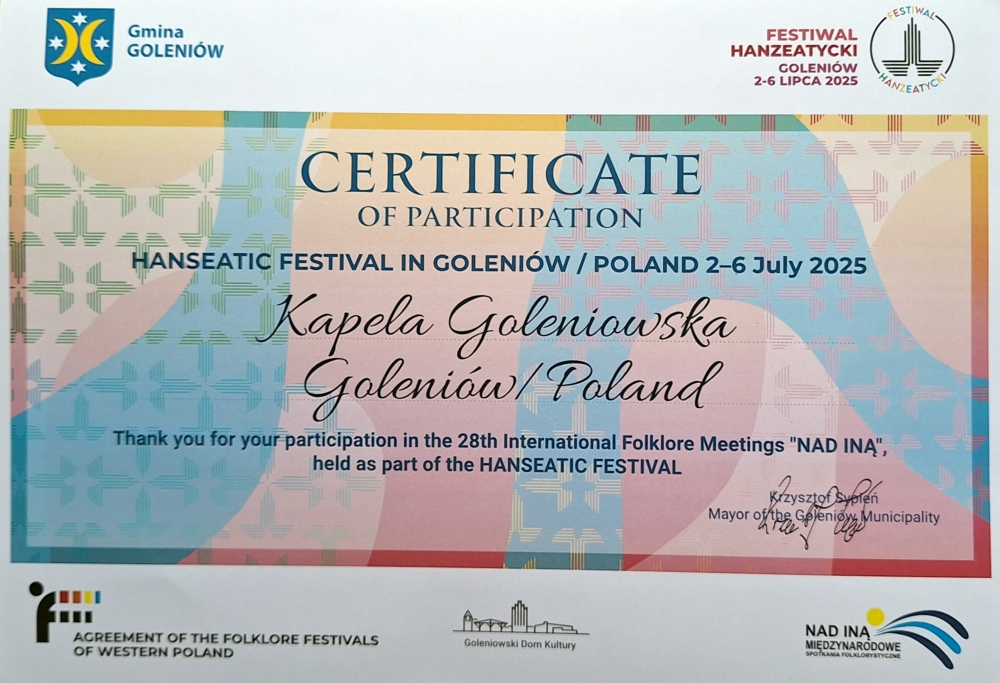 Gmina
GOLENIÓW
FESTIWAL
HANZEATYCKI
GOLENIÓW
2-6 LIPCA 2025
FESTIWAL
HANZEATYCKI
CERTIFICATE
OF PARTICIPATION
HANSEATIC FESTIVAL IN GOLENIÓW / POLAND 2–6 July 2025
Kapela Goleniowska
Goleniów/Poland
Thank you for your participation in the 28th International Folklore Meetings "NAD INĄ",
held as part of the HANSEATIC FESTIVAL
Krzysztof Sypień
Mayor of the Goleniów Municipality
AGREEMENT OF THE FOLKLORE FESTIVALS
OF WESTERN POLAND
Goleniowski Dom Kultury
NAD INĄ
MIĘDZYNARODOWE
SPOTKANIA FOLKLORYSTYCZNE